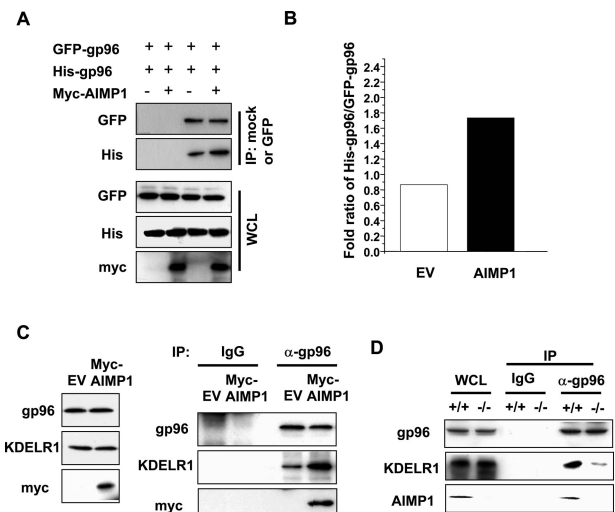 A
GFP-gp96 + + + +
His-gp96 + + + +
Myc-AIMP1 - + - +
GFP
His
IP: mock
or GFP
GFP
His
myc
WCL
B
Fold ratio of His-gp96/GFP-gp96
2.4
2.2
2.0
1.8
1.6
1.4
1.2
1.0
0.8
0.6
0.4
0.2
0.0
EV AIMP1
C
Myc-
EV AIMP1
gp96
KDELR1
myc
IP: IgG α-gp96
Myc- Myc-
EV AIMP1 EV AIMP1
gp96
KDELR1
myc
D
IP
WCL IgG α-gp96
+/+ -/- +/+ -/- +/+ -/-
gp96
KDELR1
AIMP1